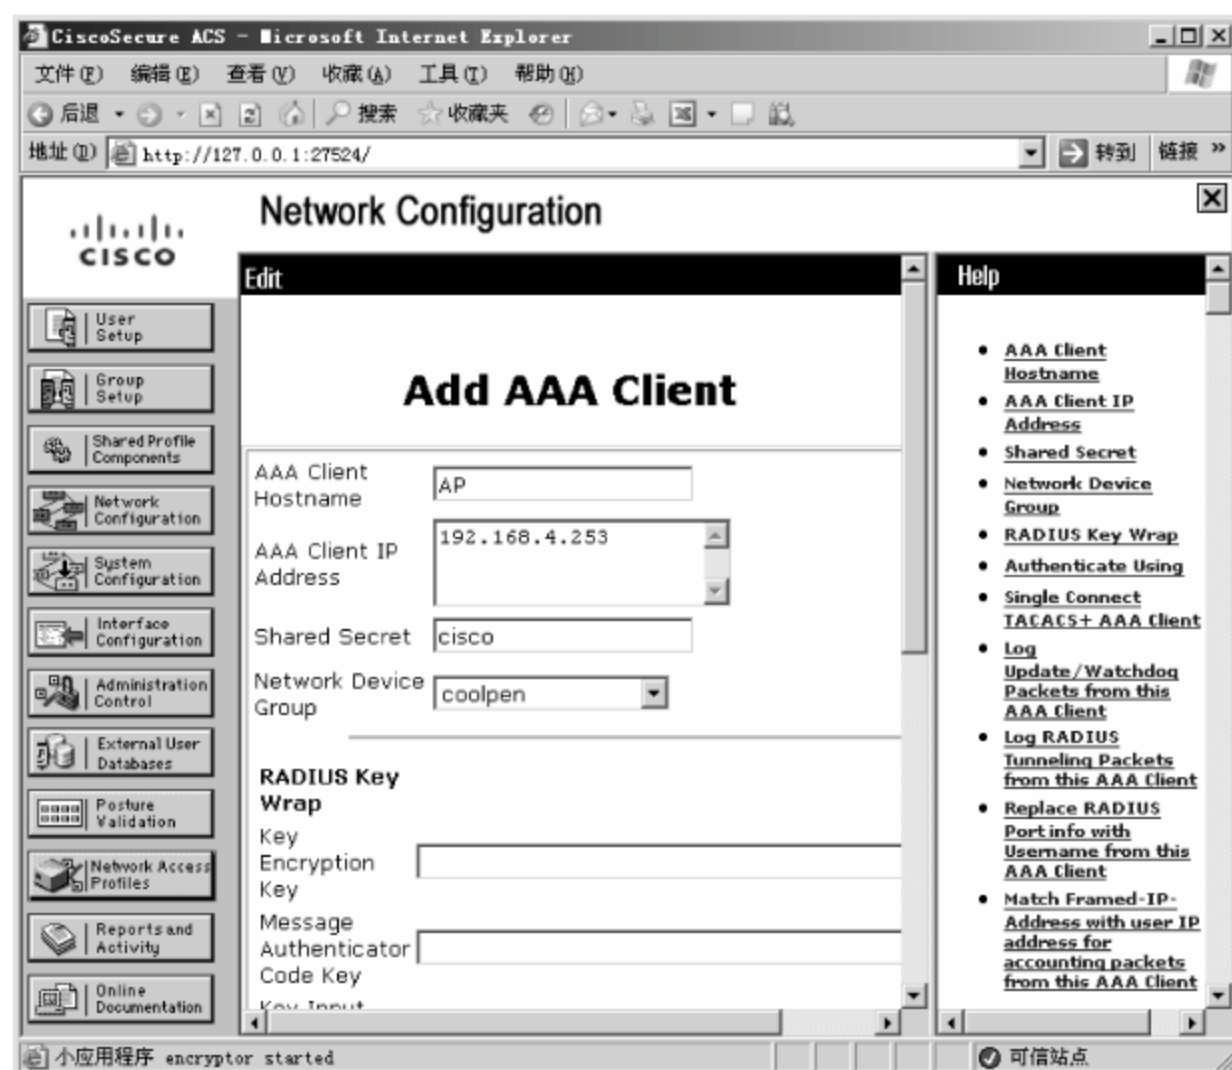 CiscoSecure ACS - Microsoft Internet Explorer
文件(F) 编辑(E) 查看(V) 收藏(A) 工具(T) 帮助(H)
后退 搜索 收藏夹
地址(D) http://127.0.0.1:27524/ 转到 链接 »
CISCO
Network Configuration
User Setup
Group Setup
Shared Profile Components
Network Configuration
System Configuration
Interface Configuration
Administration Control
External User Databases
Posture Validation
Network Access Profiles
Reports and Activity
Online Documentation
Edit
Add AAA Client
AAA Client Hostname AP
AAA Client IP Address 192.168.4.253
Shared Secret cisco
Network Device Group coolpen
RADIUS Key Wrap
Key Encryption Key
Message Authenticator Code Key
Key Input
Help
AAA Client Hostname
AAA Client IP Address
Shared Secret
Network Device Group
RADIUS Key Wrap
Authenticate Using
Single Connect TACACS+ AAA Client
Log Update/Watchdog Packets from this AAA Client
Log RADIUS Tunneling Packets from this AAA Client
Replace RADIUS Port info with Username from this AAA Client
Match Framed-IP-Address with user IP address for accounting packets from this AAA Client
小应用程序 encryptor started 可信站点